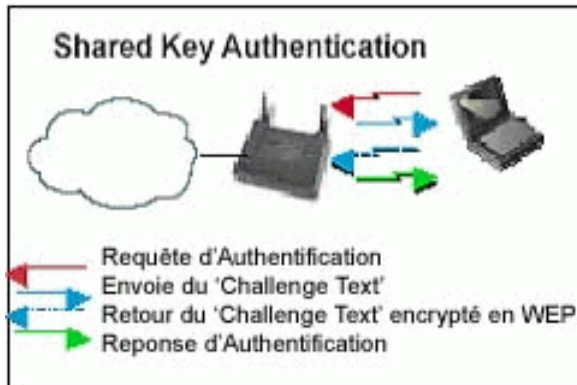 Shared Key Authentication
Requête d'Authentification
Envoie du 'Challenge Text'
Retour du 'Challenge Text' encrypté en WEP
Reponse d'Authentification